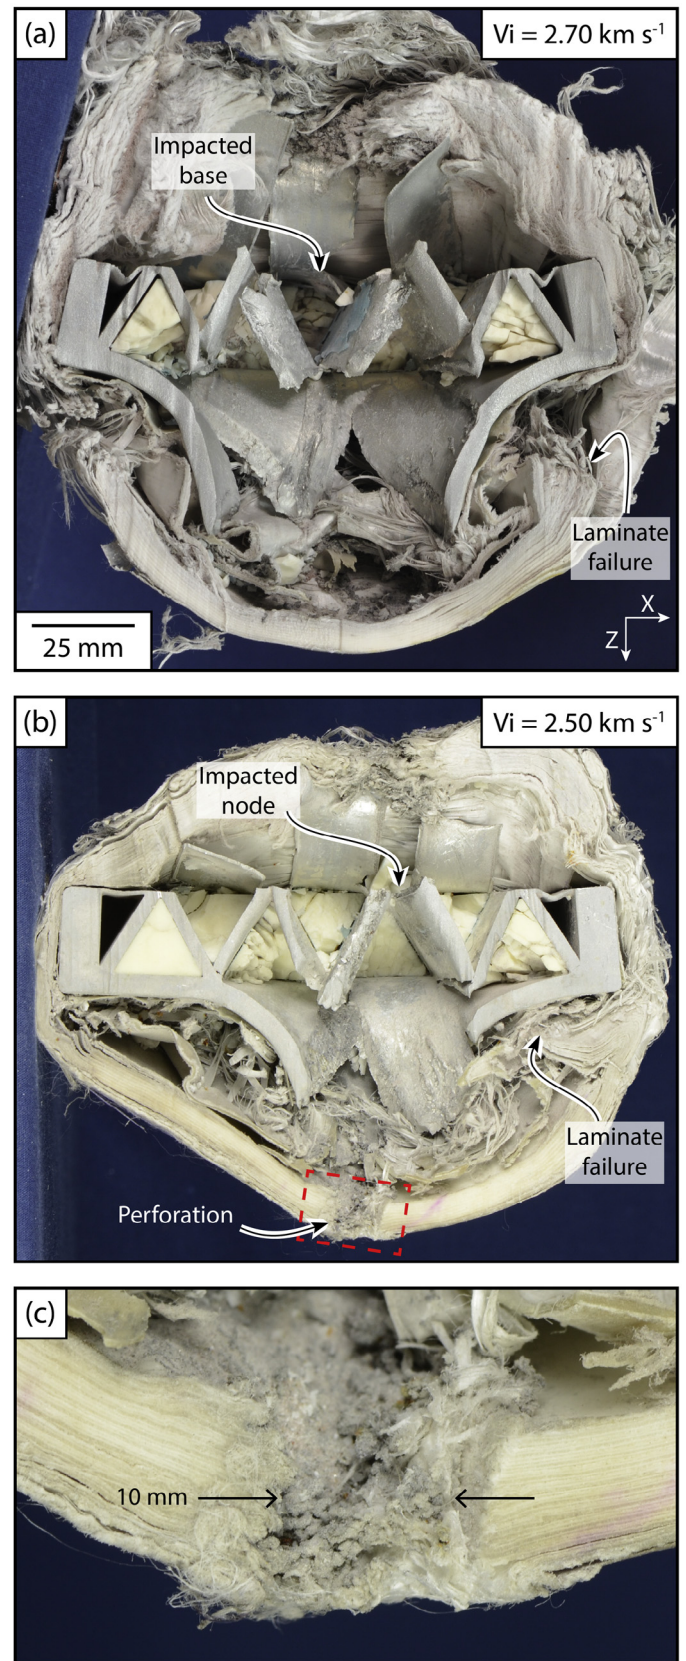 (a)
Vi = 2.70 km s⁻¹
Impacted
base
Laminate
failure
25 mm
X
Z
(b)
Vi = 2.50 km s⁻¹
Impacted
node
Laminate
failure
Perforation
(c)
10 mm